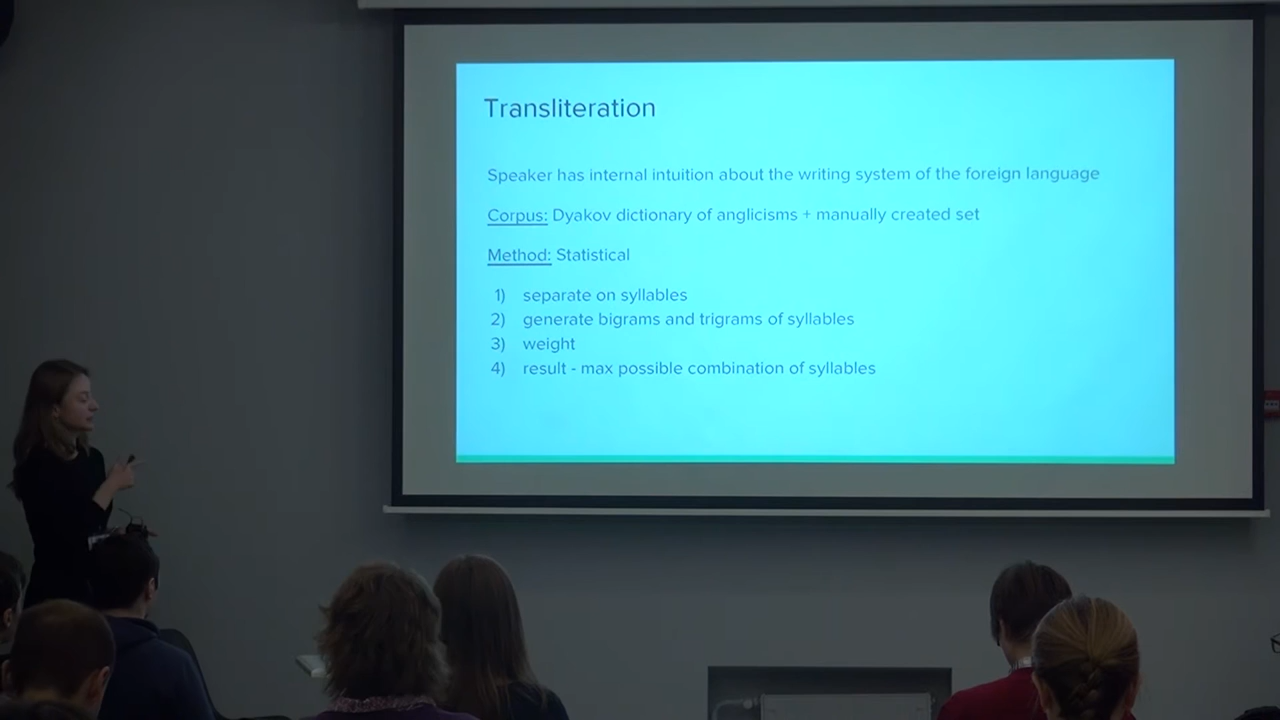 Transliteration
Speaker has internal intuition about the writing system of the foreign language
Corpus: Dyakov dictionary of anglicisms + manually created set
Method: Statistical
1) separate on syllables
2) generate bigrams and trigrams of syllables
3) weight
4) result - max possible combination of syllables